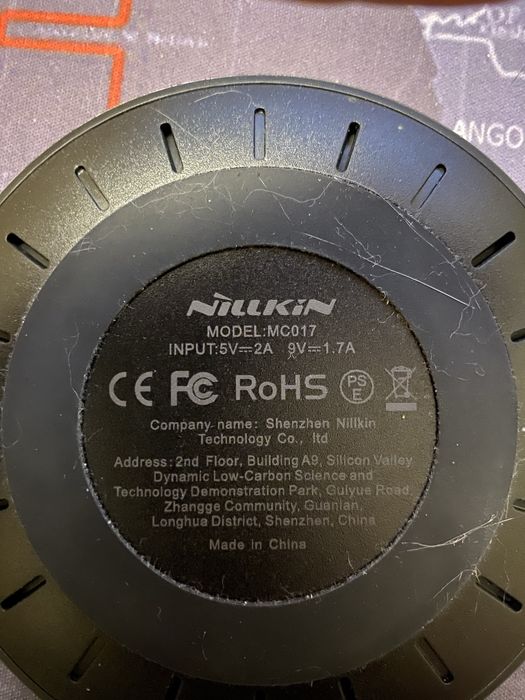 ANGO
NiLLKiN
MODEL:MC017
INPUT:5V⎓2A 9V⎓1.7A
CE FC RoHS PS E
Company name: Shenzhen Nillkin
Technology Co., ltd
Address: 2nd Floor, Building A9, Silicon Valley
Dynamic Low-Carbon Science and
Technology Demonstration Park, Guiyue Road,
Zhangge Community, Guanlan,
Longhua District, Shenzhen, China
Made in China